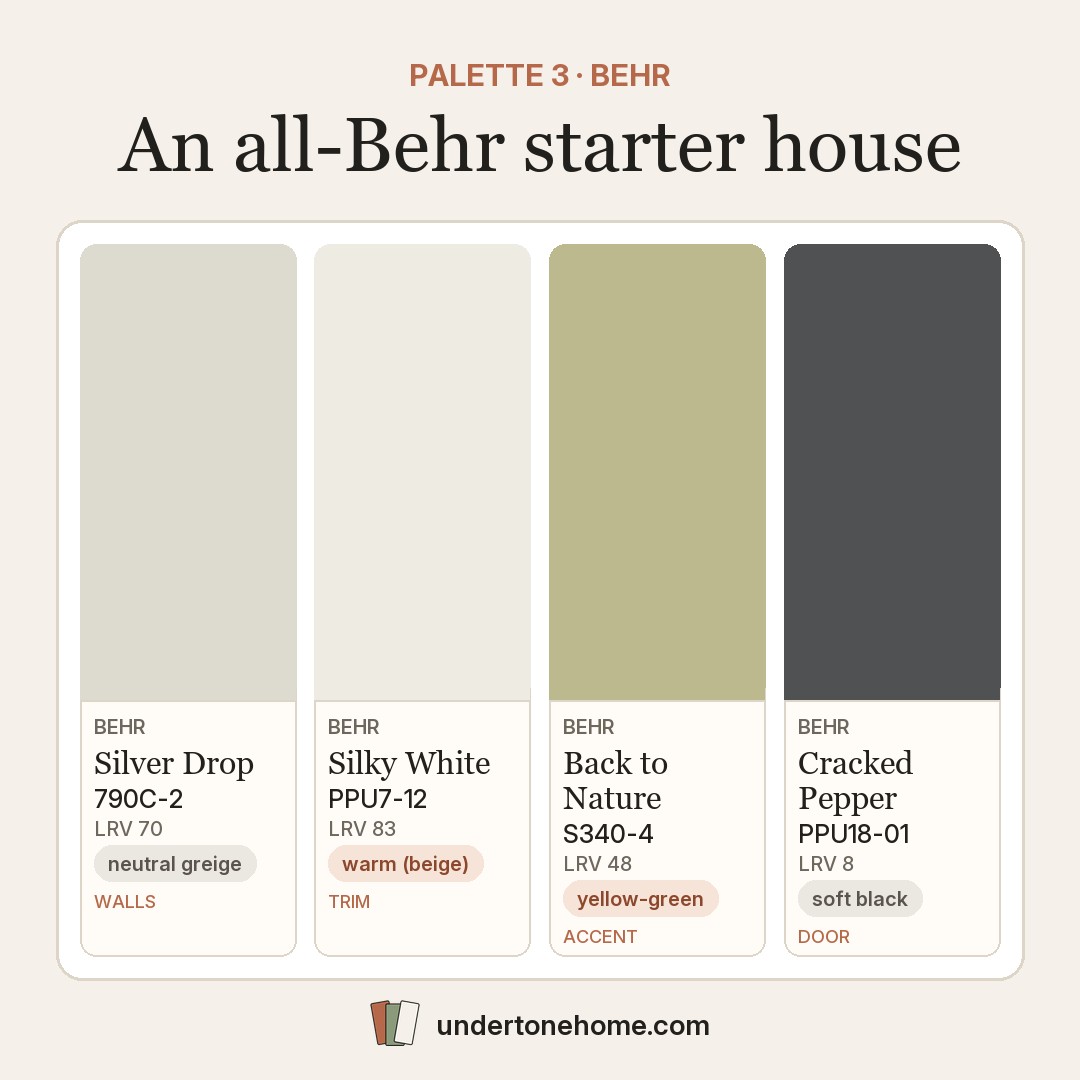 PALETTE 3 · BEHR
An all-Behr starter house
BEHR
Silver Drop
790C-2
LRV 70
neutral greige
WALLS
BEHR
Silky White
PPU7-12
LRV 83
warm (beige)
TRIM
BEHR
Back to
Nature
S340-4
LRV 48
yellow-green
ACCENT
BEHR
Cracked
Pepper
PPU18-01
LRV 8
soft black
DOOR
undertonehome.com